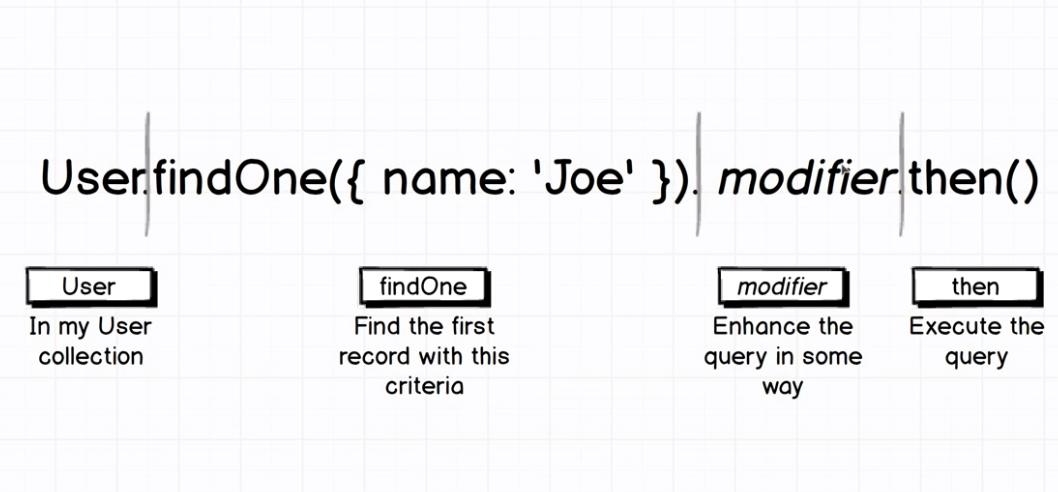 User.findOne({ name: 'Joe' }). modifier.then()
User
In my User
collection
findOne
Find the first
record with this
criteria
modifier
Enhance the
query in some
way
then
Execute the
query